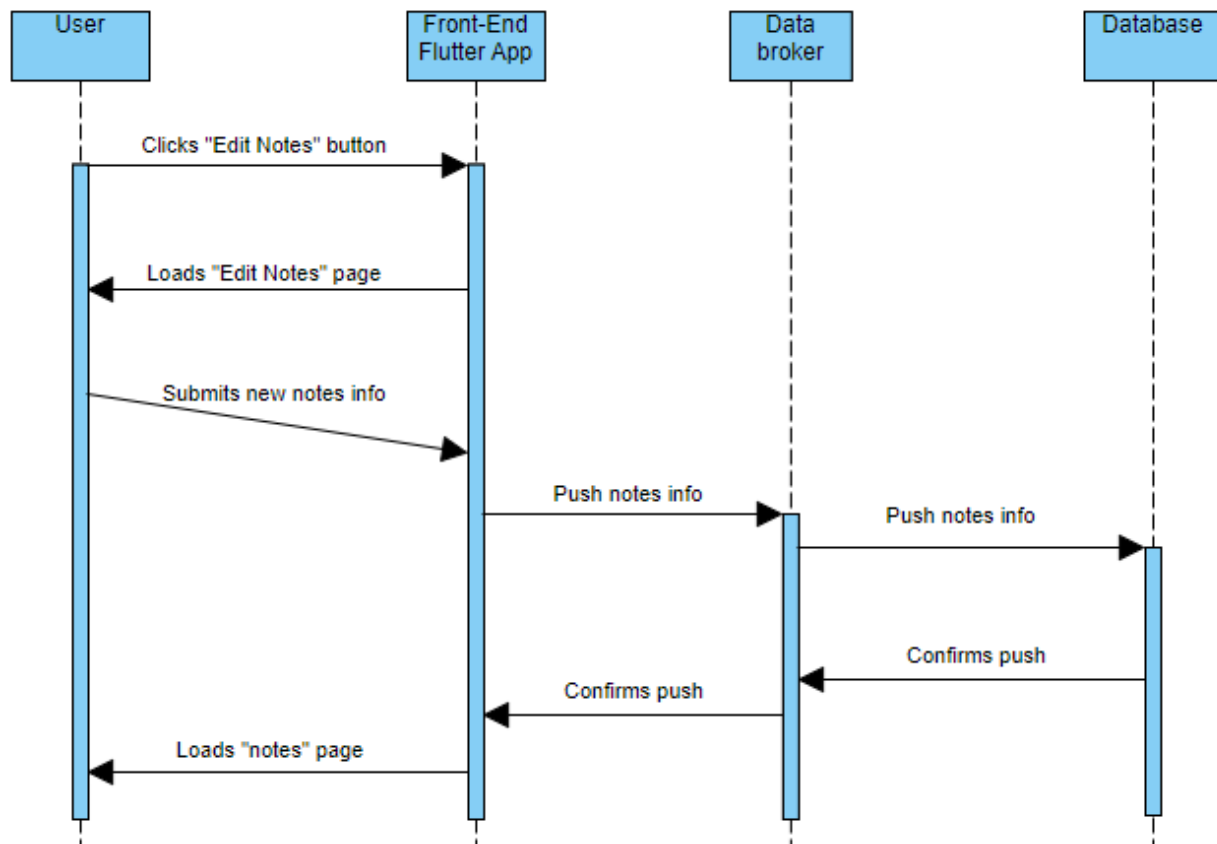 User
Front-End
Flutter App
Data
broker
Database
Clicks "Edit Notes" button
Loads "Edit Notes" page
Submits new notes info
Push notes info
Push notes info
Confirms push
Confirms push
Loads "notes" page